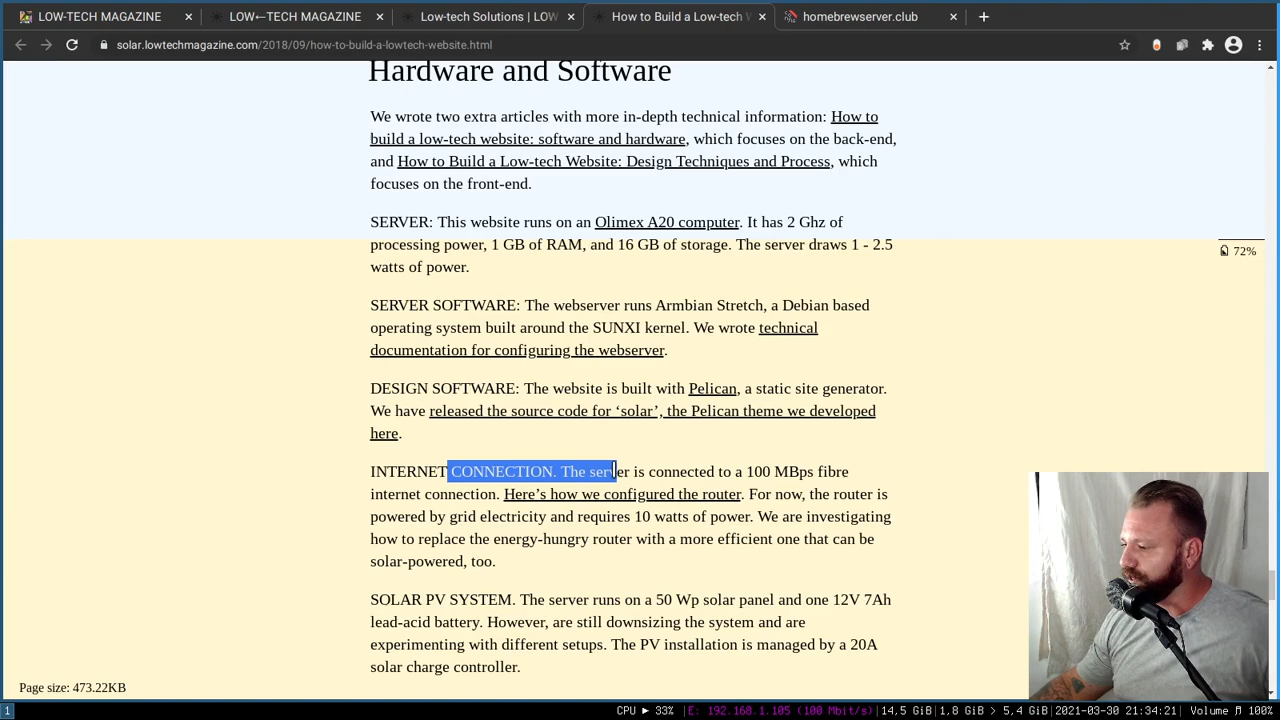 LOW-TECH MAGAZINE
LOW←TECH MAGAZINE
Low-tech Solutions | LOW
How to Build a Low-tech W
homebrewserver.club
solar.lowtechmagazine.com/2018/09/how-to-build-a-lowtech-website.html
Hardware and Software
We wrote two extra articles with more in-depth technical information: How to
build a low-tech website: software and hardware, which focuses on the back-end,
and How to Build a Low-tech Website: Design Techniques and Process, which
focuses on the front-end.
SERVER: This website runs on an Olimex A20 computer. It has 2 Ghz of
processing power, 1 GB of RAM, and 16 GB of storage. The server draws 1 - 2.5
watts of power.
72%
SERVER SOFTWARE: The webserver runs Armbian Stretch, a Debian based
operating system built around the SUNXI kernel. We wrote technical
documentation for configuring the webserver.
DESIGN SOFTWARE: The website is built with Pelican, a static site generator.
We have released the source code for ‘solar’, the Pelican theme we developed
here.
INTERNET CONNECTION. The server is connected to a 100 MBps fibre
internet connection. Here’s how we configured the router. For now, the router is
powered by grid electricity and requires 10 watts of power. We are investigating
how to replace the energy-hungry router with a more efficient one that can be
solar-powered, too.
SOLAR PV SYSTEM. The server runs on a 50 Wp solar panel and one 12V 7Ah
lead-acid battery. However, are still downsizing the system and are
experimenting with different setups. The PV installation is managed by a 20A
solar charge controller.
Page size: 473.22KB
1
CPU ► 33% |E: 192.168.1.105 (100 Mbit/s)|14,5 GiB|1,8 GiB > 5,4 GiB|2021-03-30 21:34:21| Volume ♬ 100%